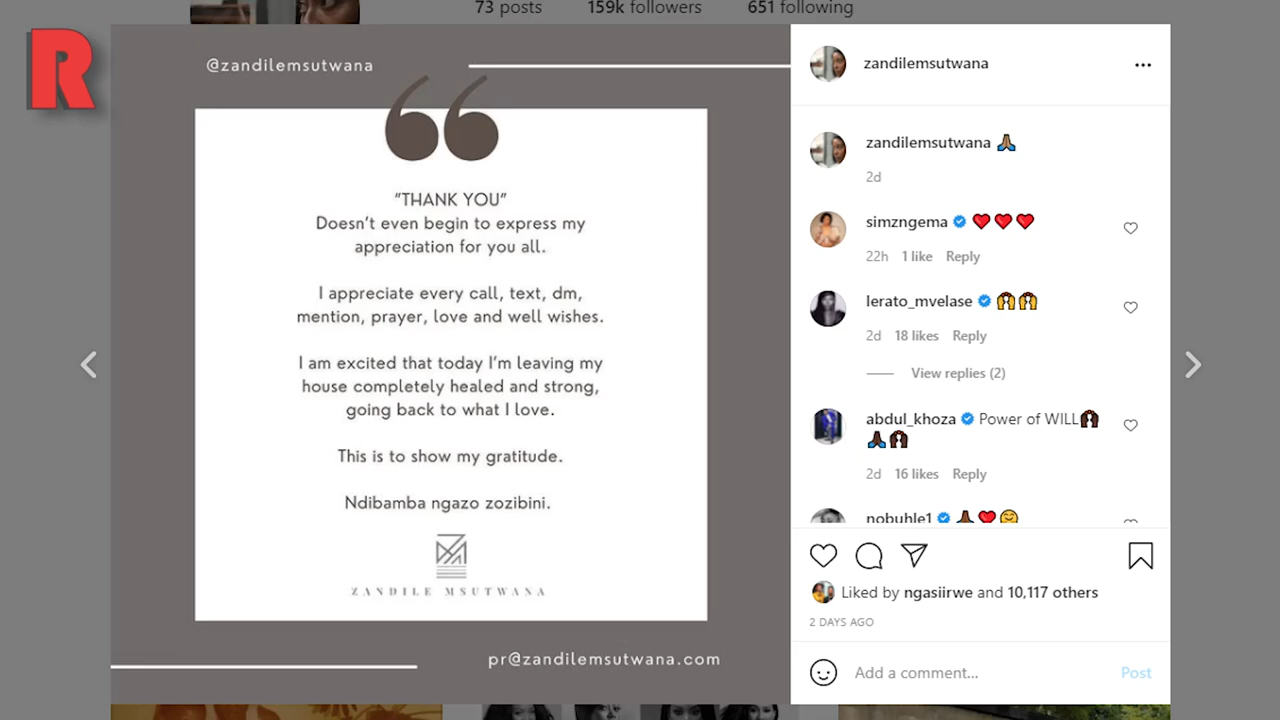 73 posts 159k followers 651 following
R
@zandilemsutwana
“THANK YOU”
Doesn't even begin to express my
appreciation for you all.
I appreciate every call, text, dm,
mention, prayer, love and well wishes.
I am excited that today I'm leaving my
house completely healed and strong,
going back to what I love.
This is to show my gratitude.
Ndibamba ngazo zozibini.
ZANDILE MSUTWANA
pr@zandilemsutwana.com
zandilemsutwana
zandilemsutwana 🙏🏾
2d
simzngema ❤️❤️❤️
22h 1 like Reply
lerato_mvelase 🙌🙌
2d 18 likes Reply
View replies (2)
abdul_khoza Power of WILL🙌🏿
🙏🏿🙌🏿
2d 16 likes Reply
nobuhle1 🙏🏿❤️🤗
Liked by ngasiirwe and 10,117 others
2 DAYS AGO
Add a comment... Post